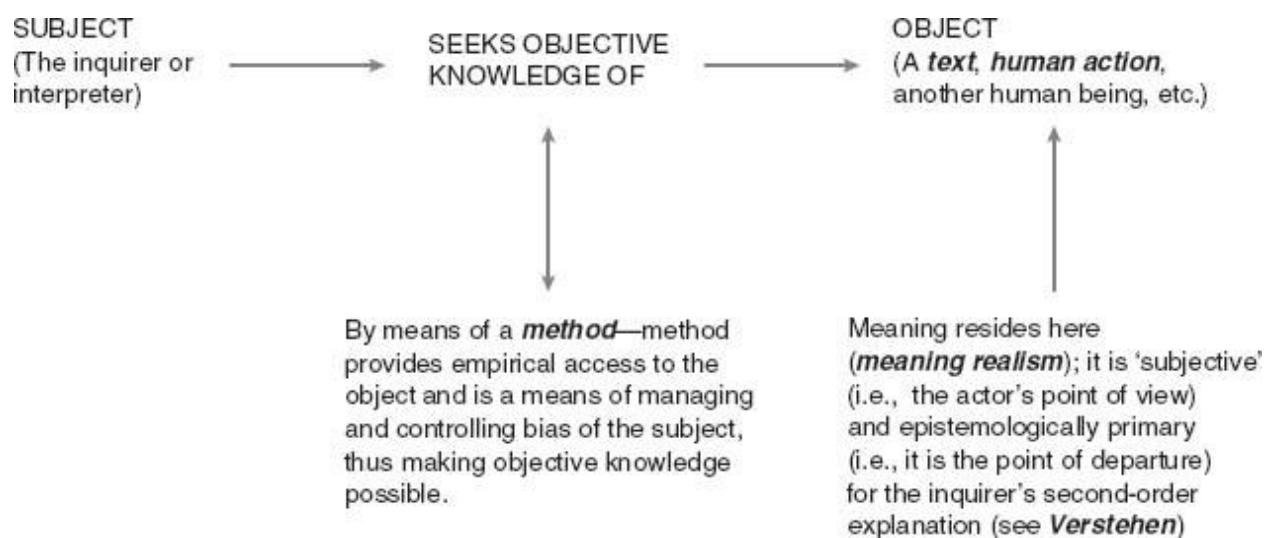 SUBJECT
(The inquirer or
interpreter)
SEEKS OBJECTIVE
KNOWLEDGE OF
OBJECT
(A text, human action,
another human being, etc.)
By means of a method—method
provides empirical access to the
object and is a means of managing
and controlling bias of the subject,
thus making objective knowledge
possible.
Meaning resides here
(meaning realism); it is ‘subjective’
(i.e., the actor’s point of view)
and epistemologically primary
(i.e., it is the point of departure)
for the inquirer’s second-order
explanation (see Verstehen)